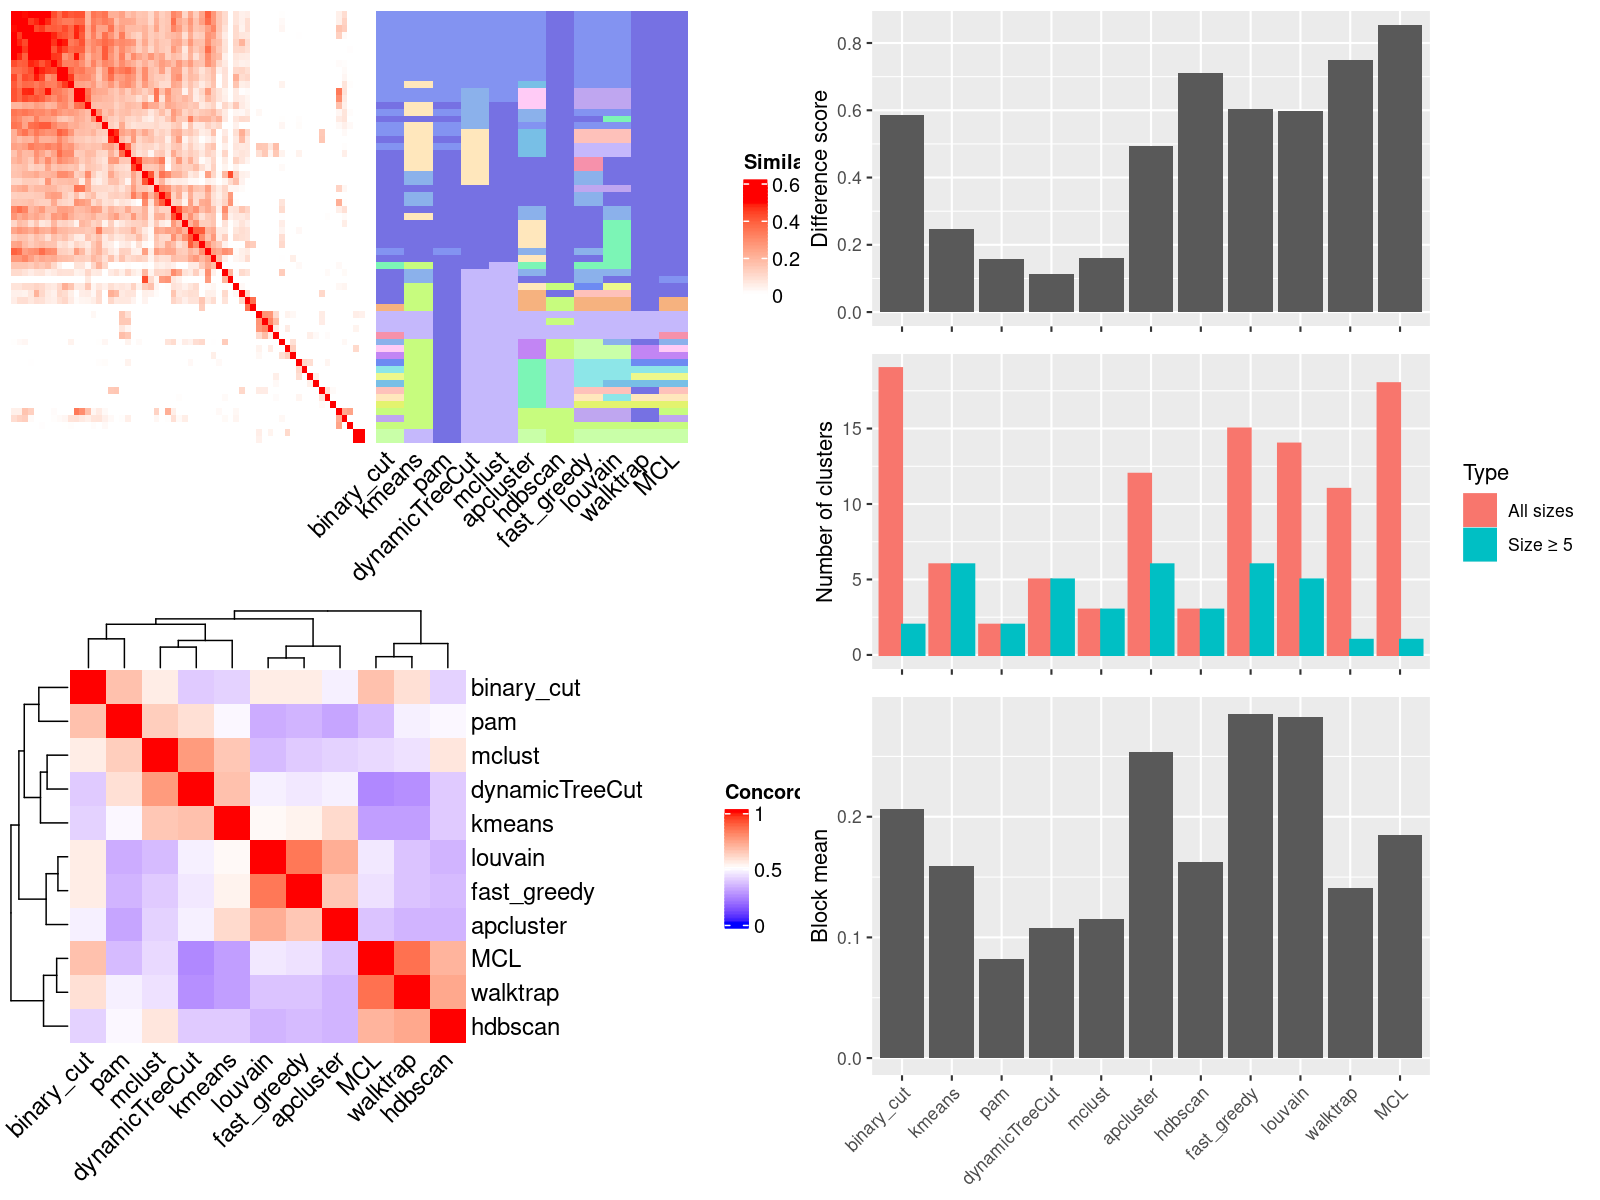 Simila
0.6
0.4
0.2
0
binary_cut
kmeans
pam
dynamicTreeCut
mclust
apcluster
hdbscan
fast_greedy
louvain
walktrap
MCL
Difference score
0.8
0.6
0.4
0.2
0.0
Number of clusters
15
10
5
0
Type
All sizes
Size ≥ 5
binary_cut
pam
mclust
dynamicTreeCut
kmeans
louvain
fast_greedy
apcluster
MCL
walktrap
hdbscan
binary_cut
pam
mclust
dynamicTreeCut
kmeans
louvain
fast_greedy
apcluster
MCL
walktrap
hdbscan
Concord
1
0.5
0
Block mean
0.2
0.1
0.0
binary_cut
kmeans
pam
dynamicTreeCut
mclust
apcluster
hdbscan
fast_greedy
louvain
walktrap
MCL